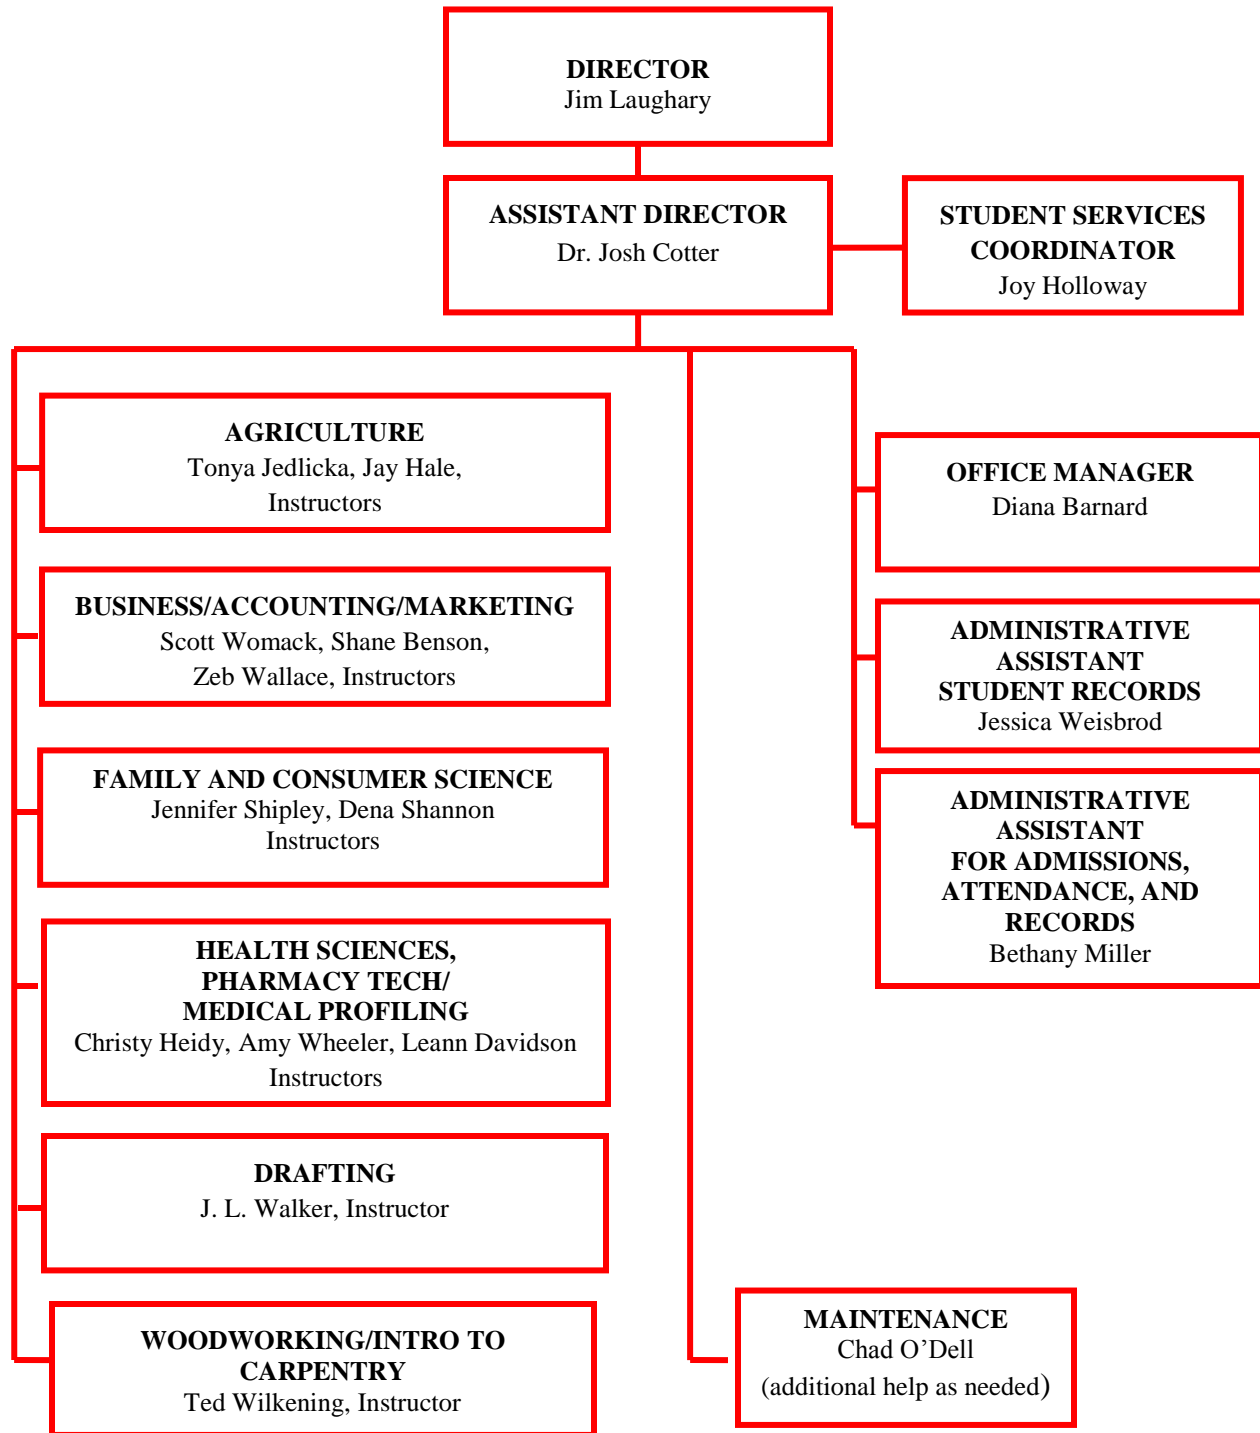 DIRECTOR
Jim Laughary
ASSISTANT DIRECTOR
Dr. Josh Cotter
STUDENT SERVICES
COORDINATOR
Joy Holloway
AGRICULTURE
Tonya Jedlicka, Jay Hale,
Instructors
BUSINESS/ACCOUNTING/MARKETING
Scott Womack, Shane Benson,
Zeb Wallace, Instructors
FAMILY AND CONSUMER SCIENCE
Jennifer Shipley, Dena Shannon
Instructors
HEALTH SCIENCES,
PHARMACY TECH/
MEDICAL PROFILING
Christy Heidy, Amy Wheeler, Leann Davidson
Instructors
DRAFTING
J. L. Walker, Instructor
WOODWORKING/INTRO TO
CARPENTRY
Ted Wilkening, Instructor
OFFICE MANAGER
Diana Barnard
ADMINISTRATIVE
ASSISTANT
STUDENT RECORDS
Jessica Weisbrod
ADMINISTRATIVE
ASSISTANT
FOR ADMISSIONS,
ATTENDANCE, AND
RECORDS
Bethany Miller
MAINTENANCE
Chad O’Dell
(additional help as needed)